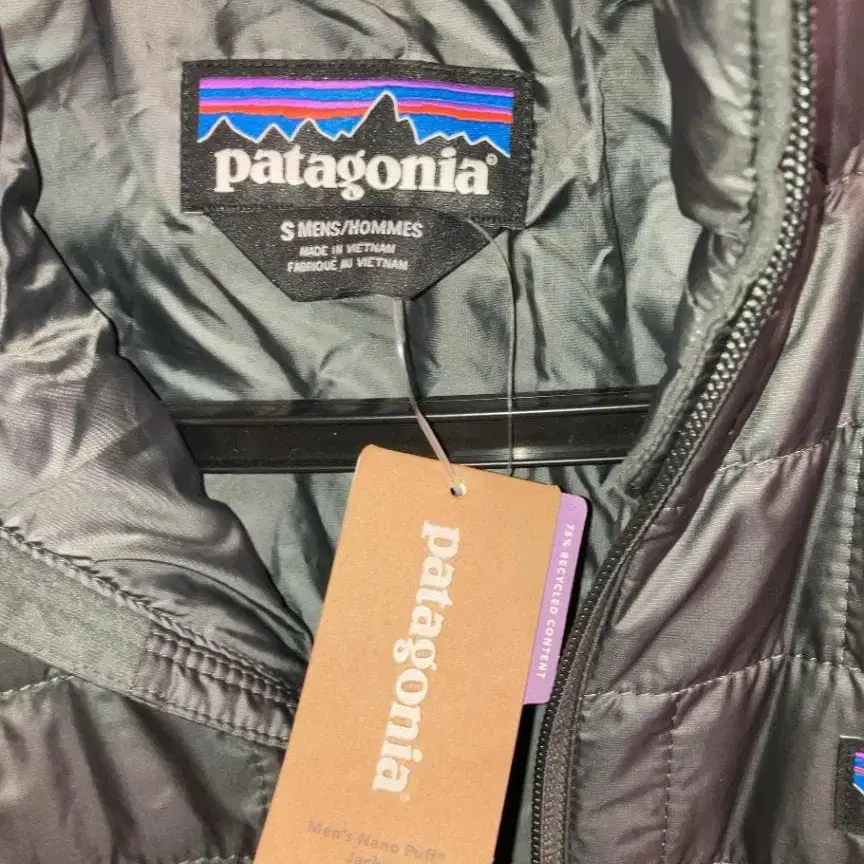 patagonia®
S MENS/HOMMES
MADE IN VIETNAM
FABRIQUÉ AU VIETNAM
patagonia®
75% RECYCLED CONTENT
Men's Nano Puff®